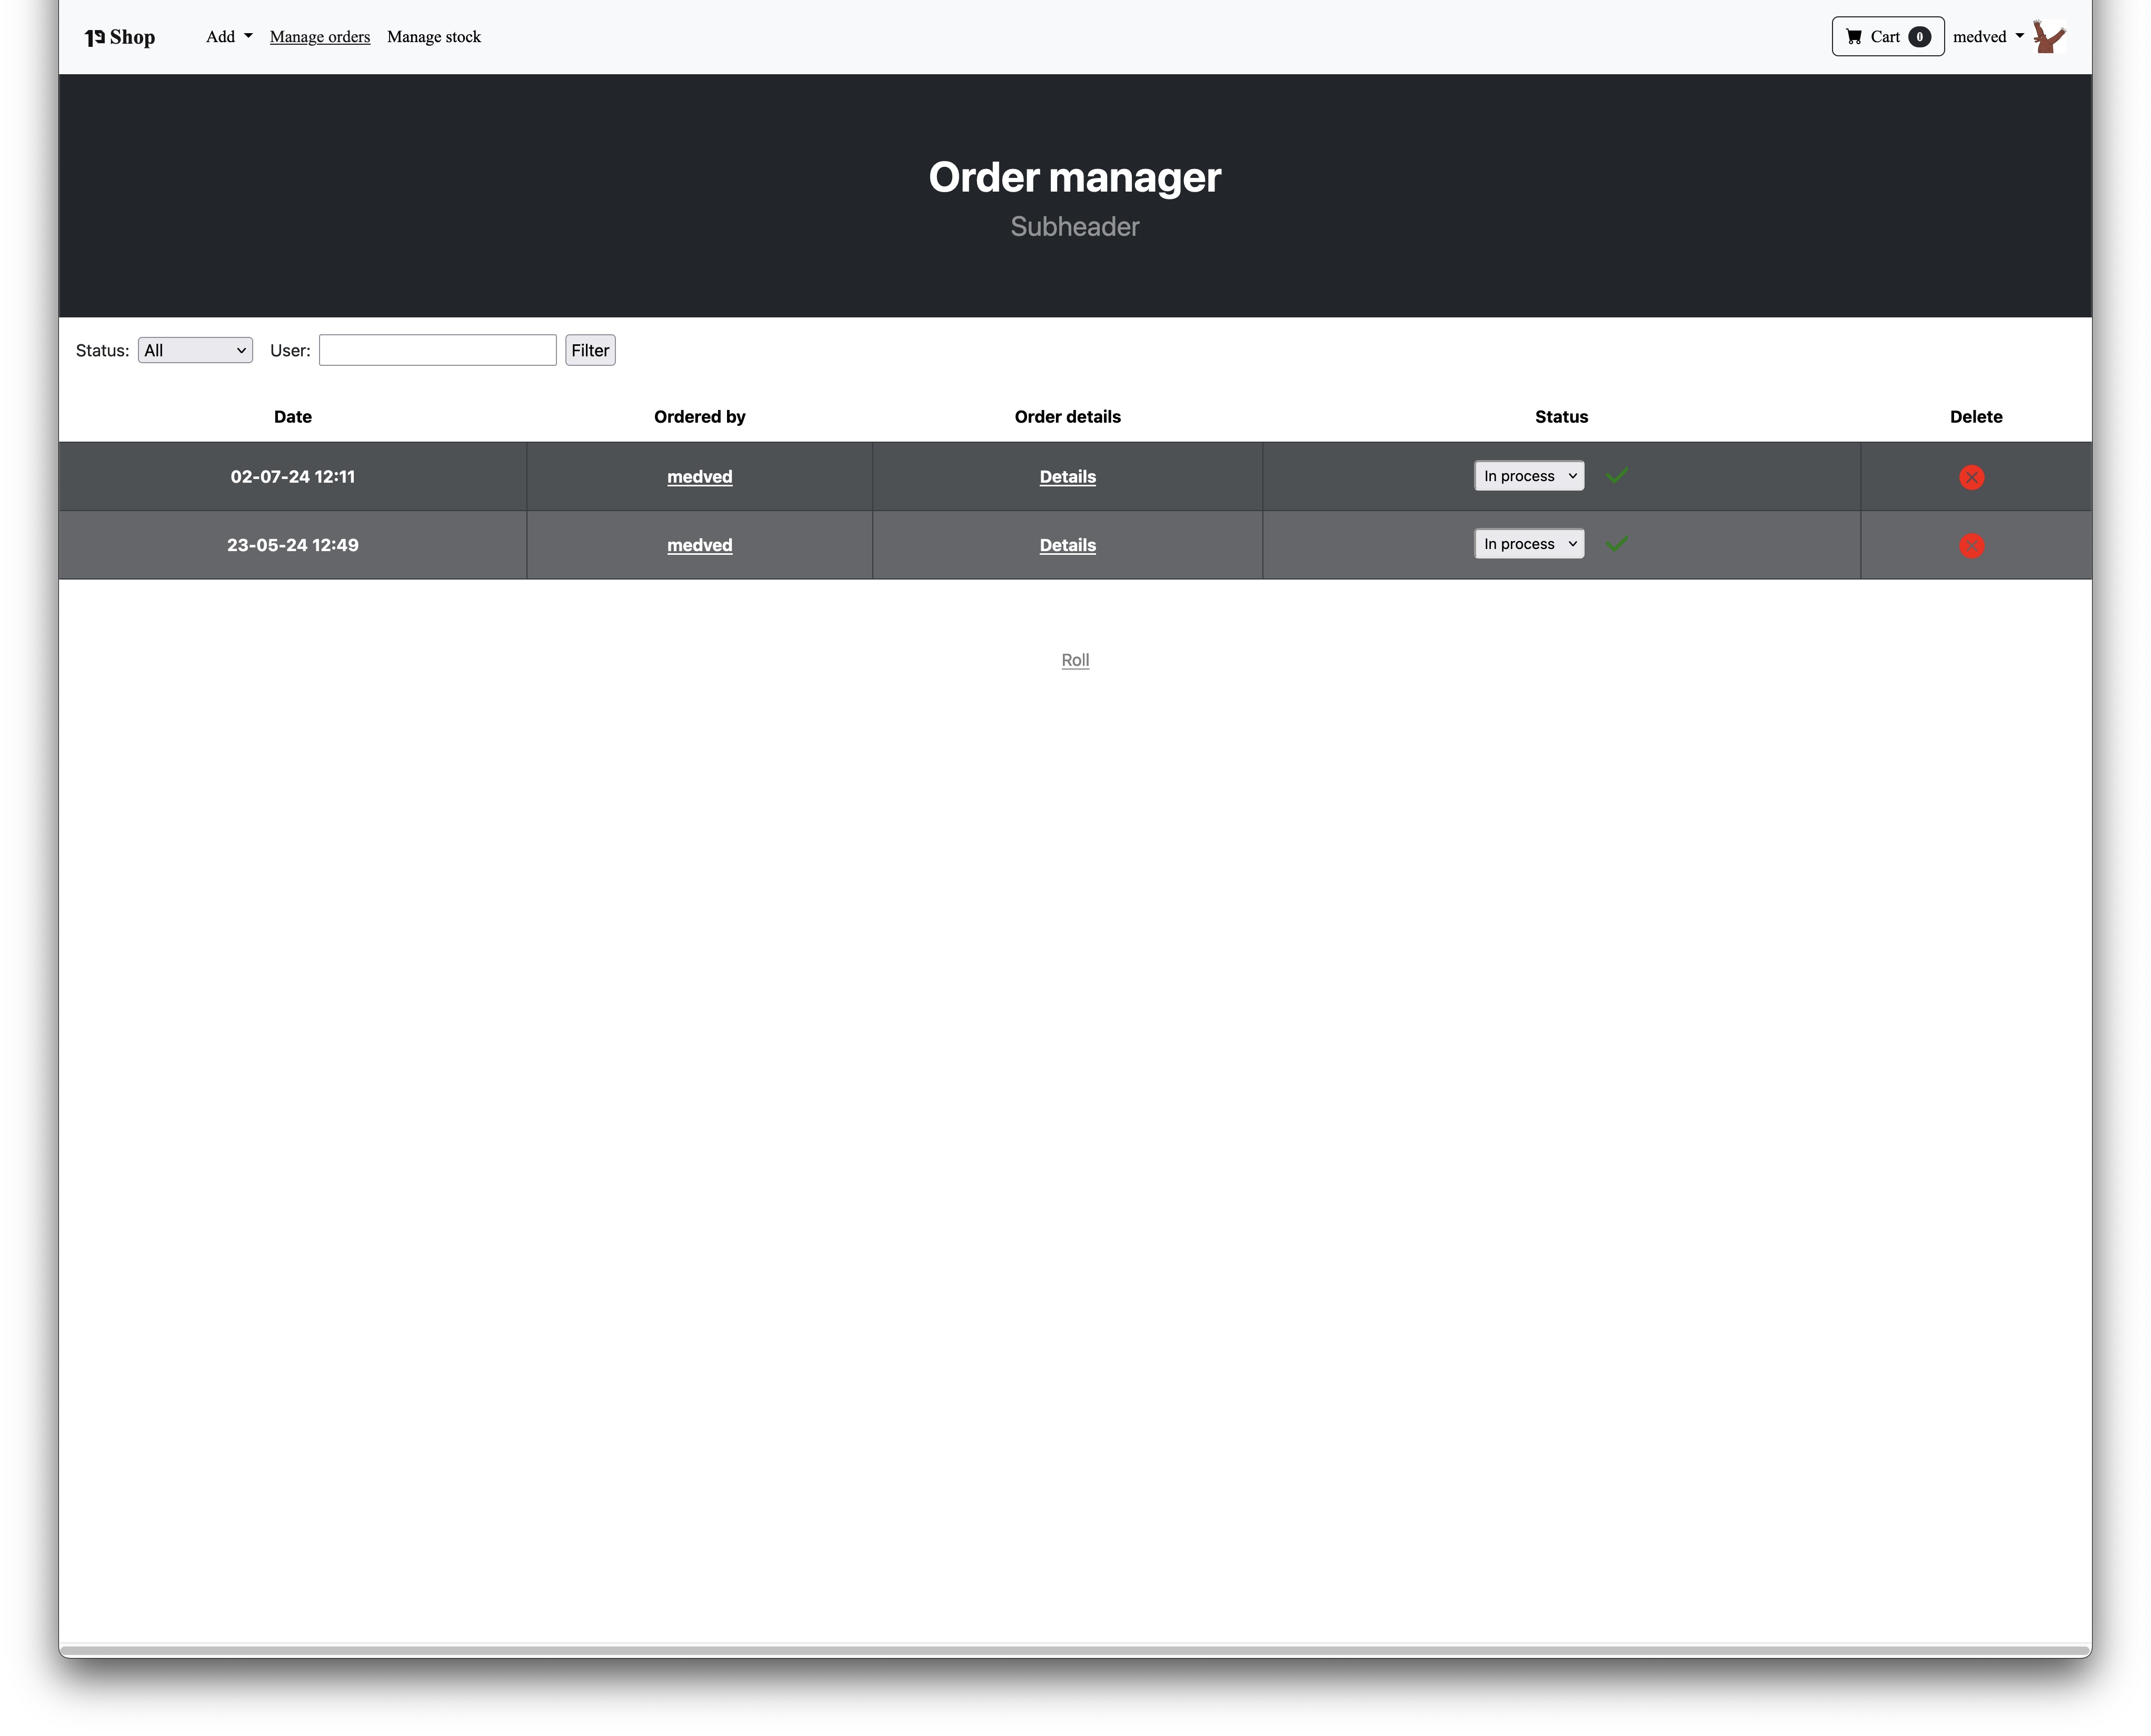 19 Shop Add Manage orders Manage stock Cart 0 medved
Order manager
Subheader
Status: All User: Filter
Date Ordered by Order details Status Delete
02-07-24 12:11 medved Details In process
23-05-24 12:49 medved Details In process
Roll